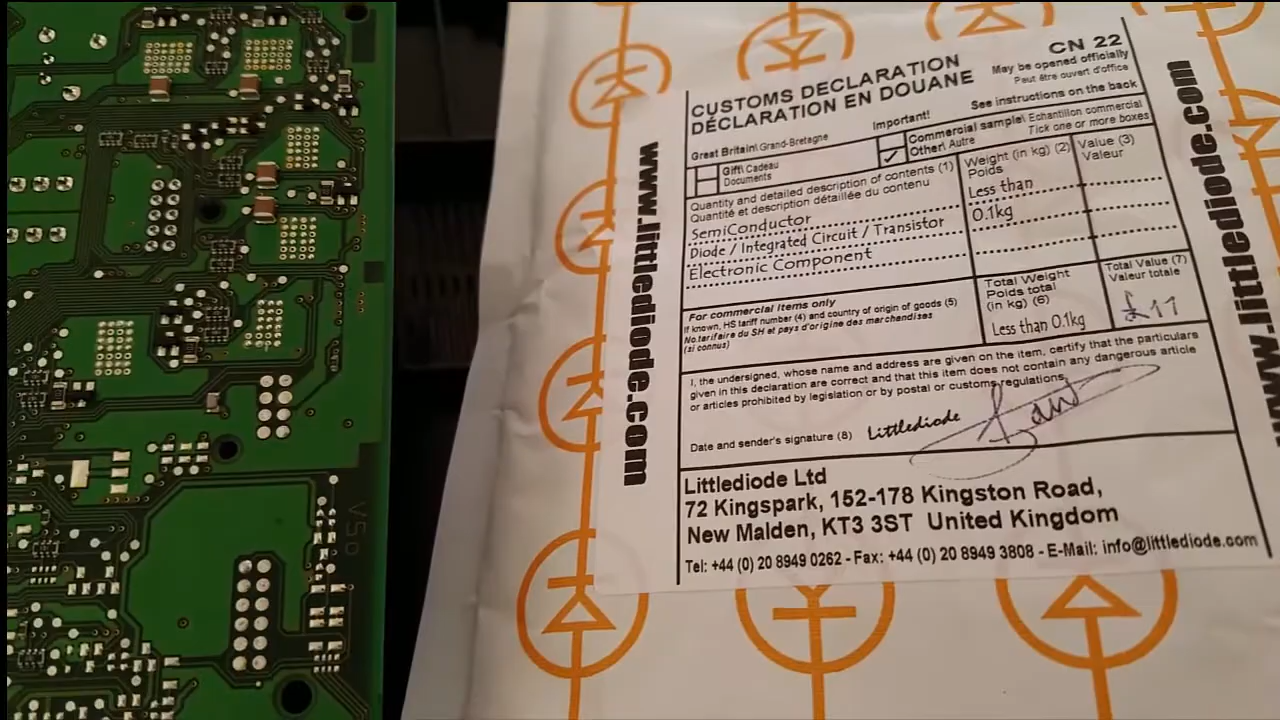 CUSTOMS DECLARATION
DÉCLARATION EN DOUANE
CN 22
May be opened officially
Peut être ouvert d'office
See instructions on the back
Great Britain\ Grand-Bretagne
Important!
Gift\ Cadeau
Documents
Commercial sample\ Echantillon commercial
Other\ Autre
Tick one or more boxes
Quantity and detailed description of contents (1)
Quantité et description détaillée du contenu
Weight (in kg) (2)
Poids
Value (3)
Valeur
SemiConductor
Diode / Integrated Circuit / Transistor
Electronic Component
Less than
0.1kg
For commercial items only
If known, HS tariff number (4) and country of origin of goods (5)
No.tarifaire du SH et pays d'origine des marchandises
(si connus)
Total Weight
Poids total
(in kg) (6)
Less than 0.1kg
Total Value (7)
Valeur totale
£11
I, the undersigned, whose name and address are given on the item, certify that the particulars
given in this declaration are correct and that this item does not contain any dangerous article
or articles prohibited by legislation or by postal or customs regulations
Date and sender's signature (8) Littlediode
Littlediode Ltd
72 Kingspark, 152-178 Kingston Road,
New Malden, KT3 3ST United Kingdom
Tel: +44 (0) 20 8949 0262 - Fax: +44 (0) 20 8949 3808 - E-Mail: info@littlediode.com
www.littlediode.com
www.littlediode.com
V50